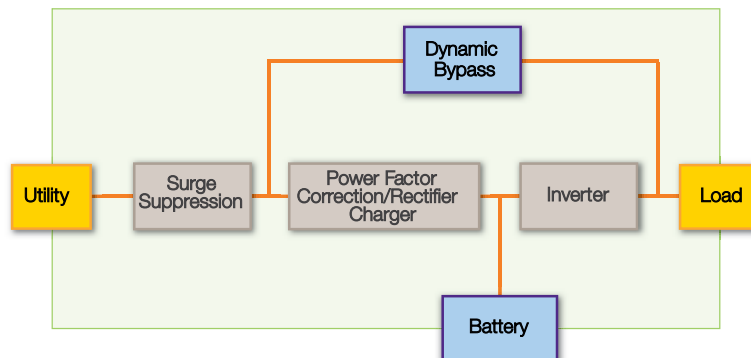 Dynamic
Bypass
Utility
Surge
Suppression
Power Factor
Correction/Rectifier
Charger
Inverter
Load
Battery